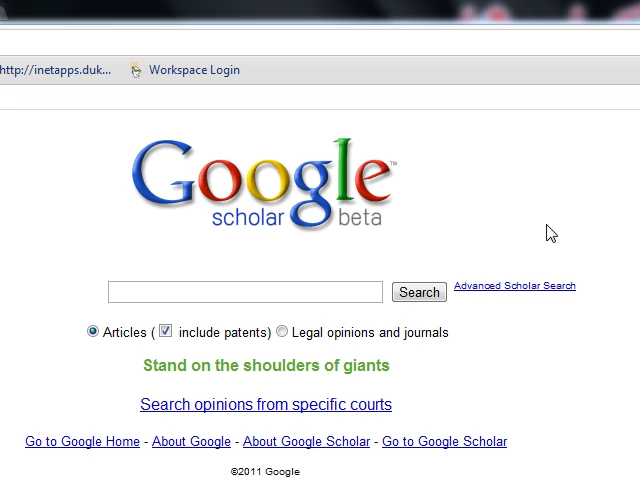 http://inetapps.duk... Workspace Login
Google™
scholar beta
Search Advanced Scholar Search
Articles ( include patents) Legal opinions and journals
Stand on the shoulders of giants
Search opinions from specific courts
Go to Google Home - About Google - About Google Scholar - Go to Google Scholar
©2011 Google